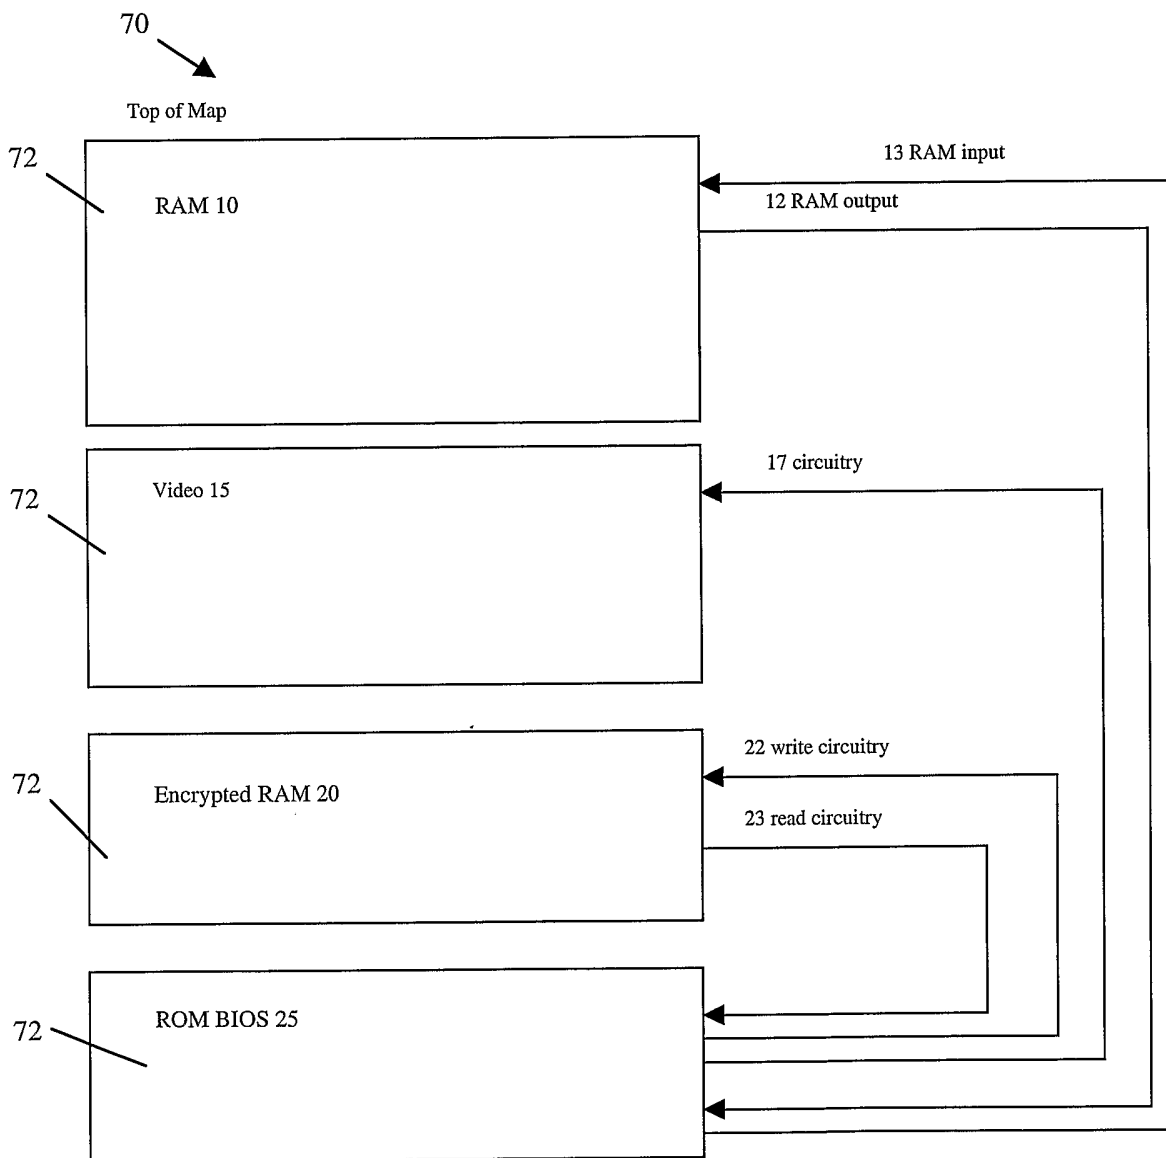 70
Top of Map
72
13 RAM input
RAM 10
12 RAM output
72
Video 15
17 circuitry
72
22 write circuitry
Encrypted RAM 20
23 read circuitry
72
ROM BIOS 25